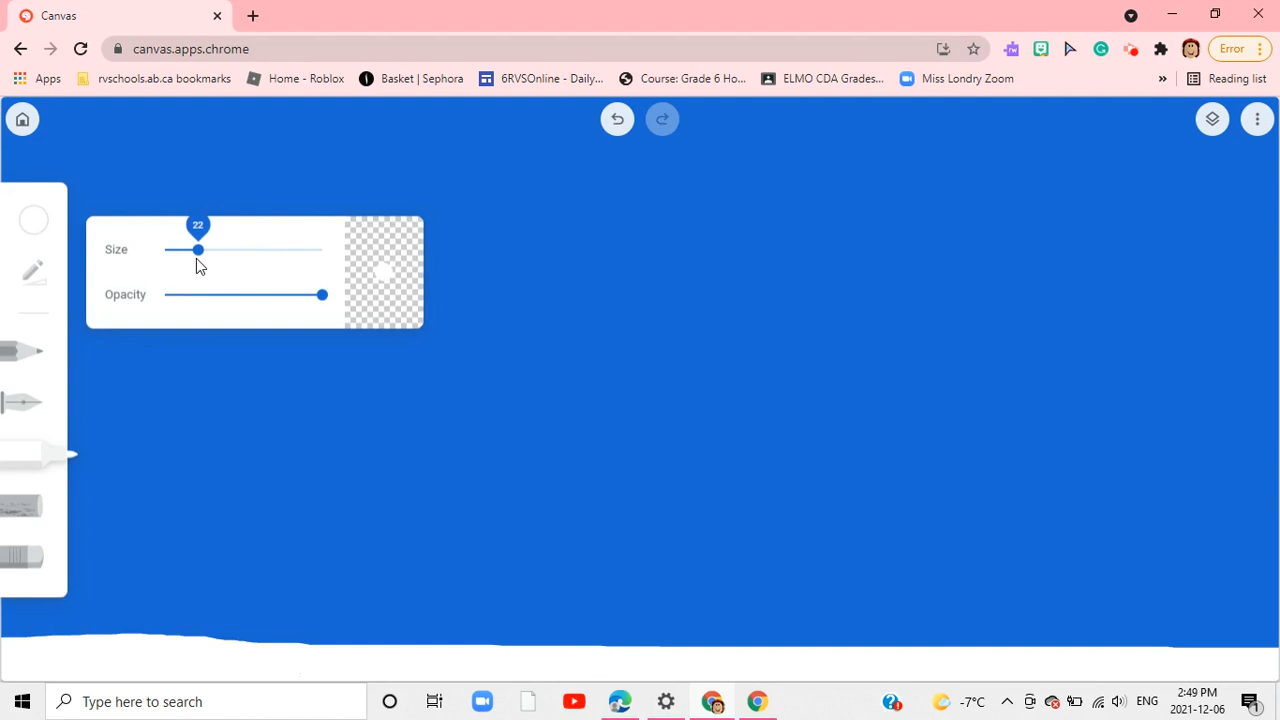 Canvas
canvas.apps.chrome
Error
Apps
rvschools.ab.ca bookmarks
Home - Roblox
Basket | Sephora
6RVSOnline - Daily...
Course: Grade 6 Ho...
ELMO CDA Grades...
Miss Londry Zoom
»
Reading list
22
Size
Opacity
Type here to search
-7°C
ENG
2:49 PM
2021-12-06
1